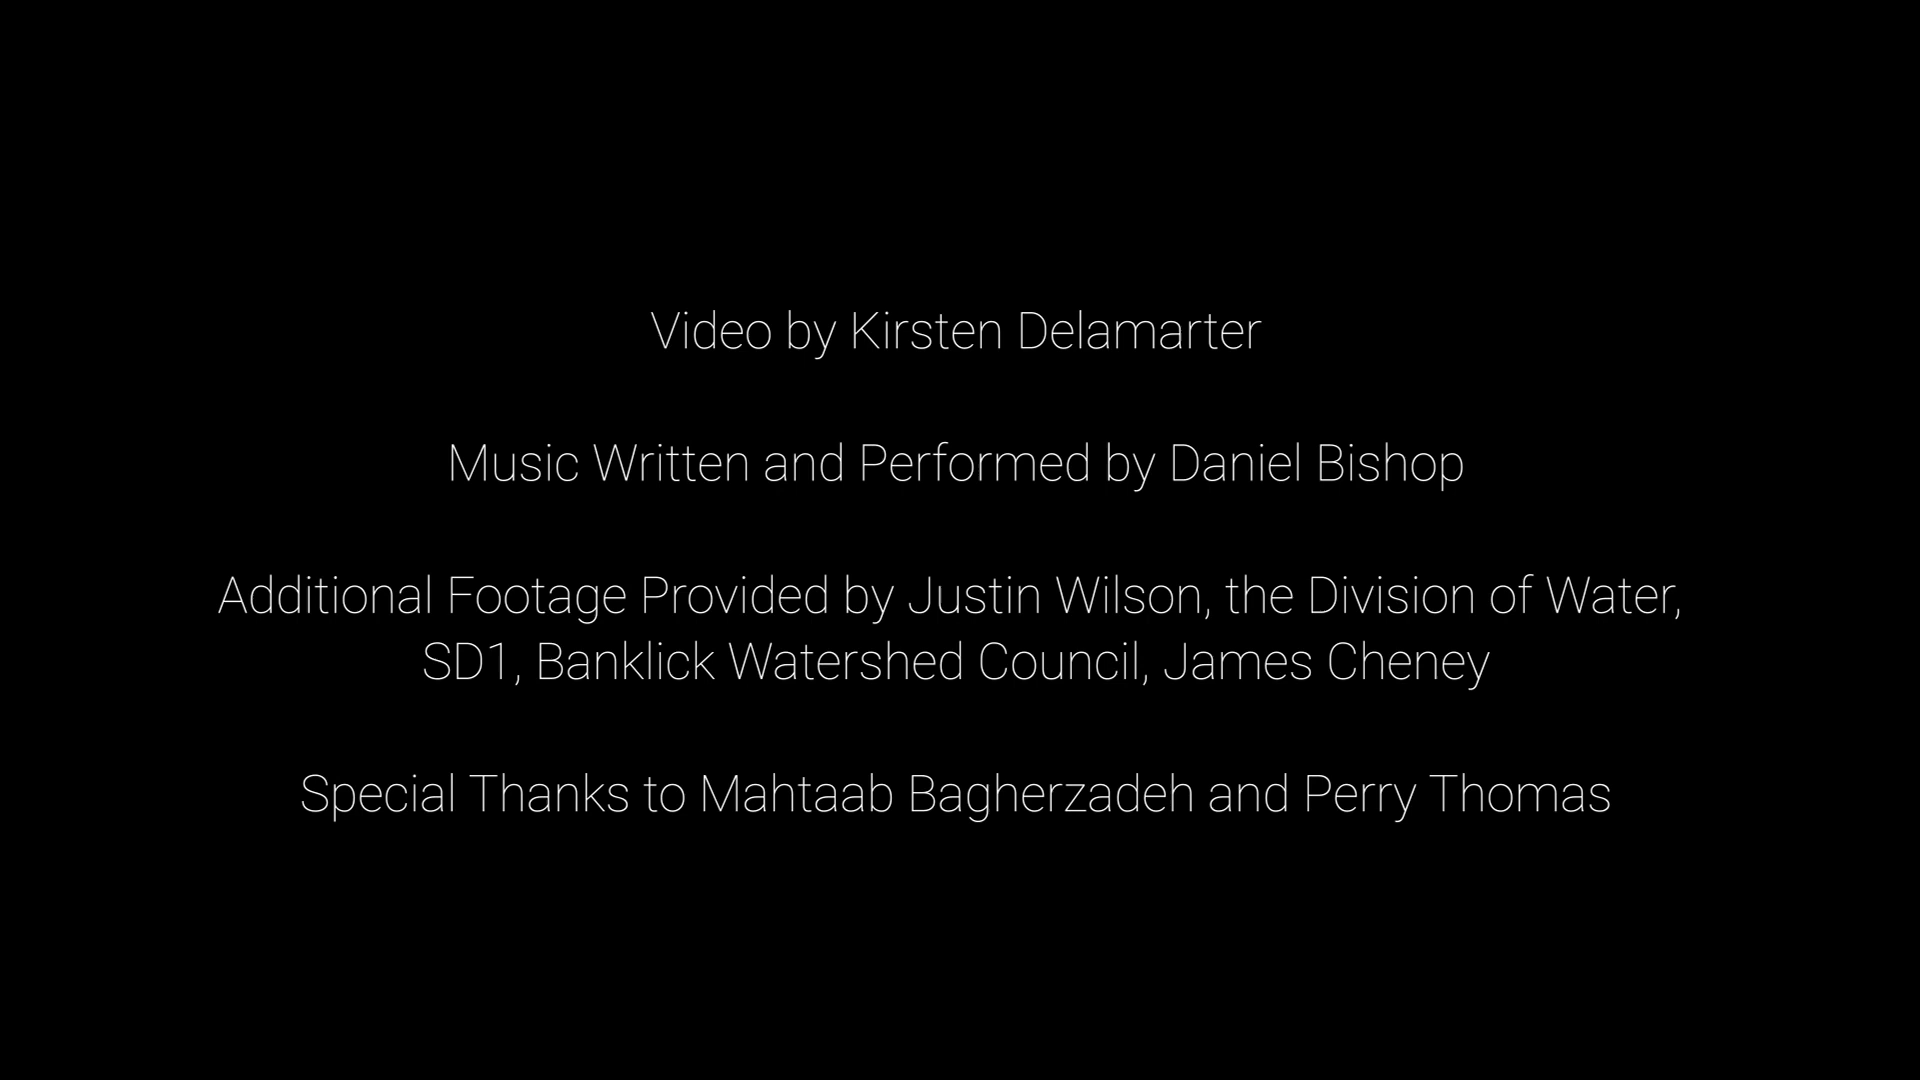 Video by Kirsten Delamarter
Music Written and Performed by Daniel Bishop
Additional Footage Provided by Justin Wilson, the Division of Water,
SD1, Banklick Watershed Council, James Cheney
Special Thanks to Mahtaab Bagherzadeh and Perry Thomas